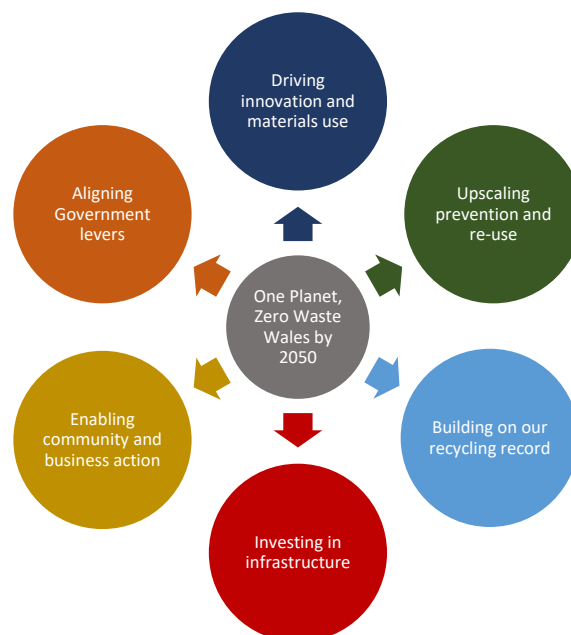 Driving
innovation and
materials use
Aligning
Government
levers
Upscaling
prevention and
re-use
One Planet,
Zero Waste
Wales by
2050
Enabling
community and
business action
Building on our
recycling record
Investing in
infrastructure